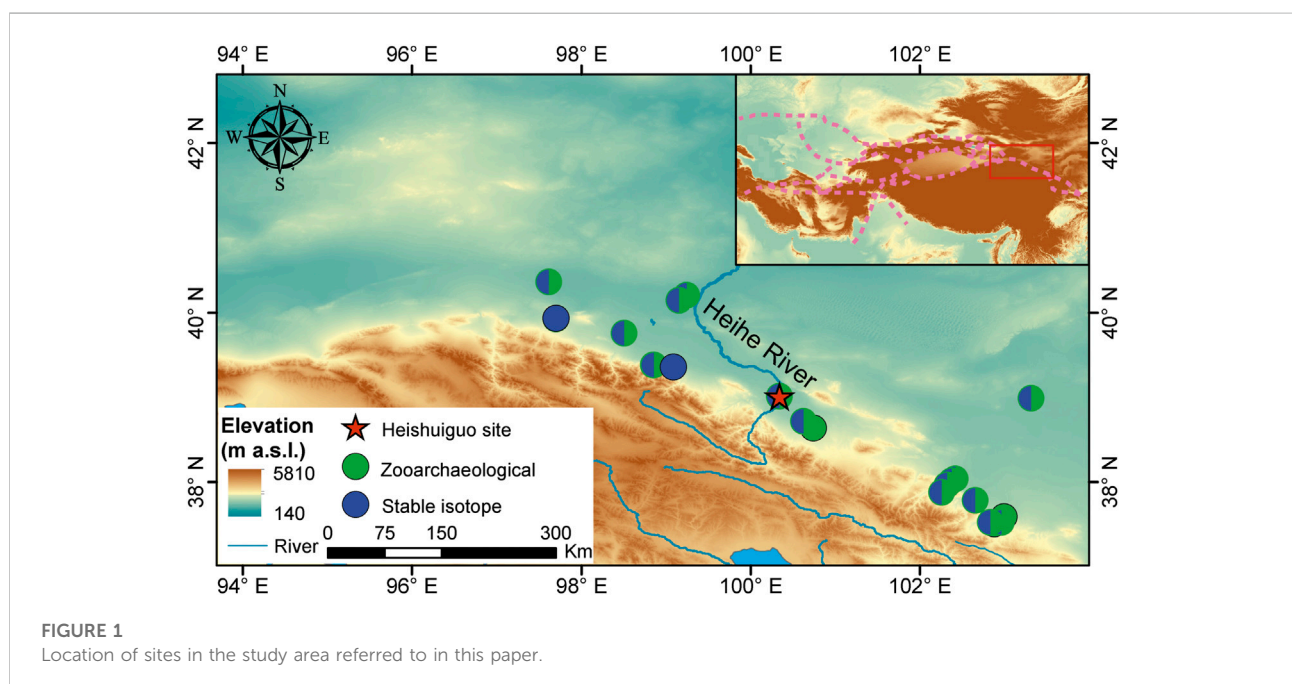 94° E 96° E 98° E 100° E 102° E
N
W E
S
42° N
42° N
40° N
40° N
Heihe River
38° N
38° N
Elevation
(m a.s.l.)
5810
140
River
Heishuiguo site
Zooarchaeological
Stable isotope
0 75 150 300
Km
94° E 96° E 98° E 100° E 102° E
FIGURE 1
Location of sites in the study area referred to in this paper.